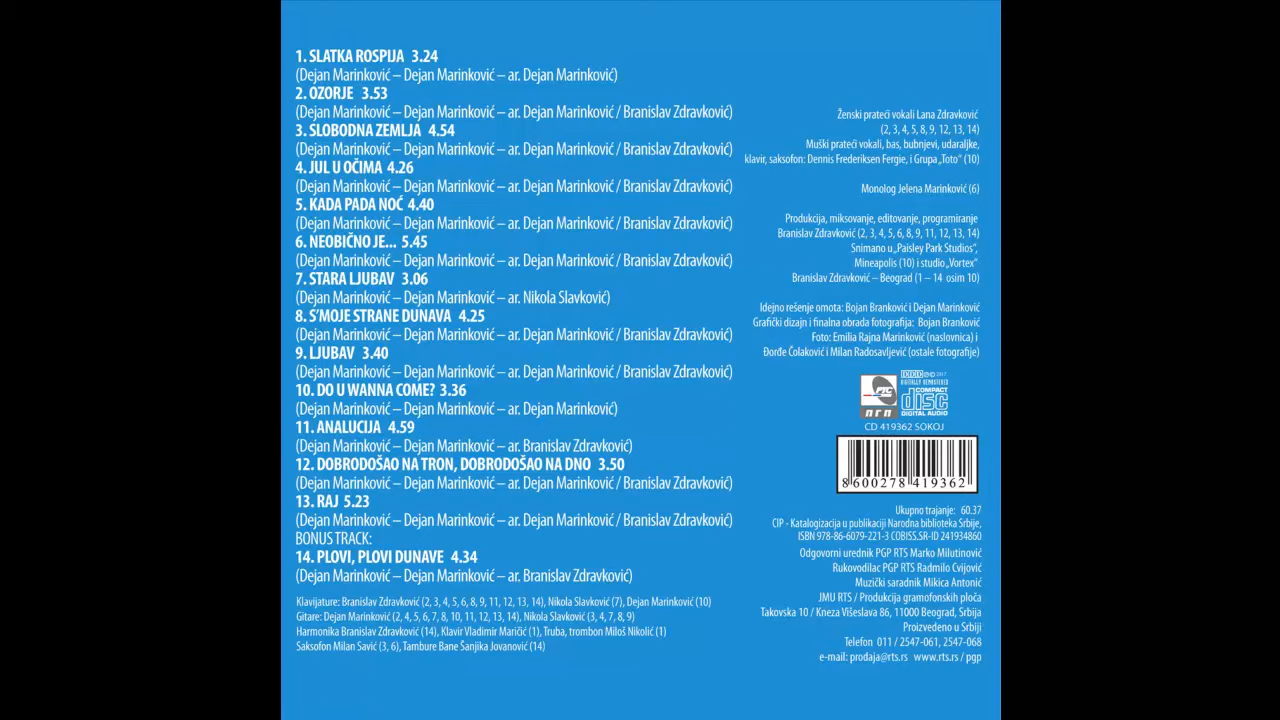 1. SLATKA ROSPIJA 3.24
(Dejan Marinković – Dejan Marinković – ar. Dejan Marinković)
2. OZORJE 3.53
(Dejan Marinković – Dejan Marinković – ar. Dejan Marinković / Branislav Zdravković)
3. SLOBODNA ZEMLJA 4.54
(Dejan Marinković – Dejan Marinković – ar. Dejan Marinković / Branislav Zdravković)
4. JUL U OČIMA 4.26
(Dejan Marinković – Dejan Marinković – ar. Dejan Marinković / Branislav Zdravković)
5. KADA PADA NOĆ 4.40
(Dejan Marinković – Dejan Marinković – ar. Dejan Marinković / Branislav Zdravković)
6. NEOBIČNO JE... 5.45
(Dejan Marinković – Dejan Marinković – ar. Dejan Marinković / Branislav Zdravković)
7. STARA LJUBAV 3.06
(Dejan Marinković – Dejan Marinković – ar. Nikola Slavković)
8. S'MOJE STRANE DUNAVA 4.25
(Dejan Marinković – Dejan Marinković – ar. Dejan Marinković / Branislav Zdravković)
9. LJUBAV 3.40
(Dejan Marinković – Dejan Marinković – ar. Dejan Marinković / Branislav Zdravković)
10. DO U WANNA COME? 3.36
(Dejan Marinković – Dejan Marinković – ar. Dejan Marinković)
11. ANALUCIJA 4.59
(Dejan Marinković – Dejan Marinković – ar. Branislav Zdravković)
12. DOBRODOŠAO NA TRON, DOBRODOŠAO NA DNO 3.50
(Dejan Marinković – Dejan Marinković – ar. Dejan Marinković / Branislav Zdravković)
13. RAJ 5.23
(Dejan Marinković – Dejan Marinković – ar. Dejan Marinković / Branislav Zdravković)
BONUS TRACK:
14. PLOVI, PLOVI DUNAVE 4.34
(Dejan Marinković – Dejan Marinković – ar. Branislav Zdravković)
Klavijature: Branislav Zdravković (2, 3, 4, 5, 6, 8, 9, 11, 12, 13, 14), Nikola Slavković (7), Dejan Marinković (10)
Gitare: Dejan Marinković (2, 4, 5, 6, 7, 8, 10, 11, 12, 13, 14), Nikola Slavković (3, 4, 7, 8, 9)
Harmonika Branislav Zdravković (14), Klavir Vladimir Maričić (1), Truba, trombon Miloš Nikolić (1)
Saksofon Milan Savić (3, 6), Tambure Bane Šanjika Jovanović (14)
Ženski prateći vokali Lana Zdravković
(2, 3, 4, 5, 8, 9, 12, 13, 14)
Muški prateći vokali, bas, bubnjevi, udaraljke,
klavir, saksofon: Dennis Frederiksen Fergie, i Grupa „Toto“ (10)
Monolog Jelena Marinković (6)
Produkcija, miksovanje, editovanje, programiranje
Branislav Zdravković (2, 3, 4, 5, 6, 8, 9, 11, 12, 13, 14)
Snimano u „Paisley Park Studios“,
Mineapolis (10) i studio „Vortex“
Branislav Zdravković – Beograd (1 – 14 osim 10)
Idejno rešenje omota: Bojan Branković i Dejan Marinković
Grafički dizajn i finalna obrada fotografija: Bojan Branković
Foto: Emilia Rajna Marinković (naslovnica) i
Đorđe Čolaković i Milan Radosavljević (ostale fotografije)
DDD ℗ © 2017
DIGITALLY REMASTERED
РТС
COMPACT
disc
DIGITAL AUDIO
CD 419362 SOKOJ
8600278419362
Ukupno trajanje: 60.37
CIP - Katalogizacija u publikaciji Narodna biblioteka Srbije,
ISBN 978-86-6079-221-3 COBISS.SR-ID 241934860
Odgovorni urednik PGP RTS Marko Milutinović
Rukovodilac PGP RTS Radmilo Cvijović
Muzički saradnik Mikica Antonić
JMU RTS / Produkcija gramofonskih ploča
Takovska 10 / Kneza Višeslava 86, 11000 Beograd, Srbija
Proizvedeno u Srbiji
Telefon 011 / 2547-061, 2547-068
e-mail: prodaja@rts.rs www.rts.rs / pgp